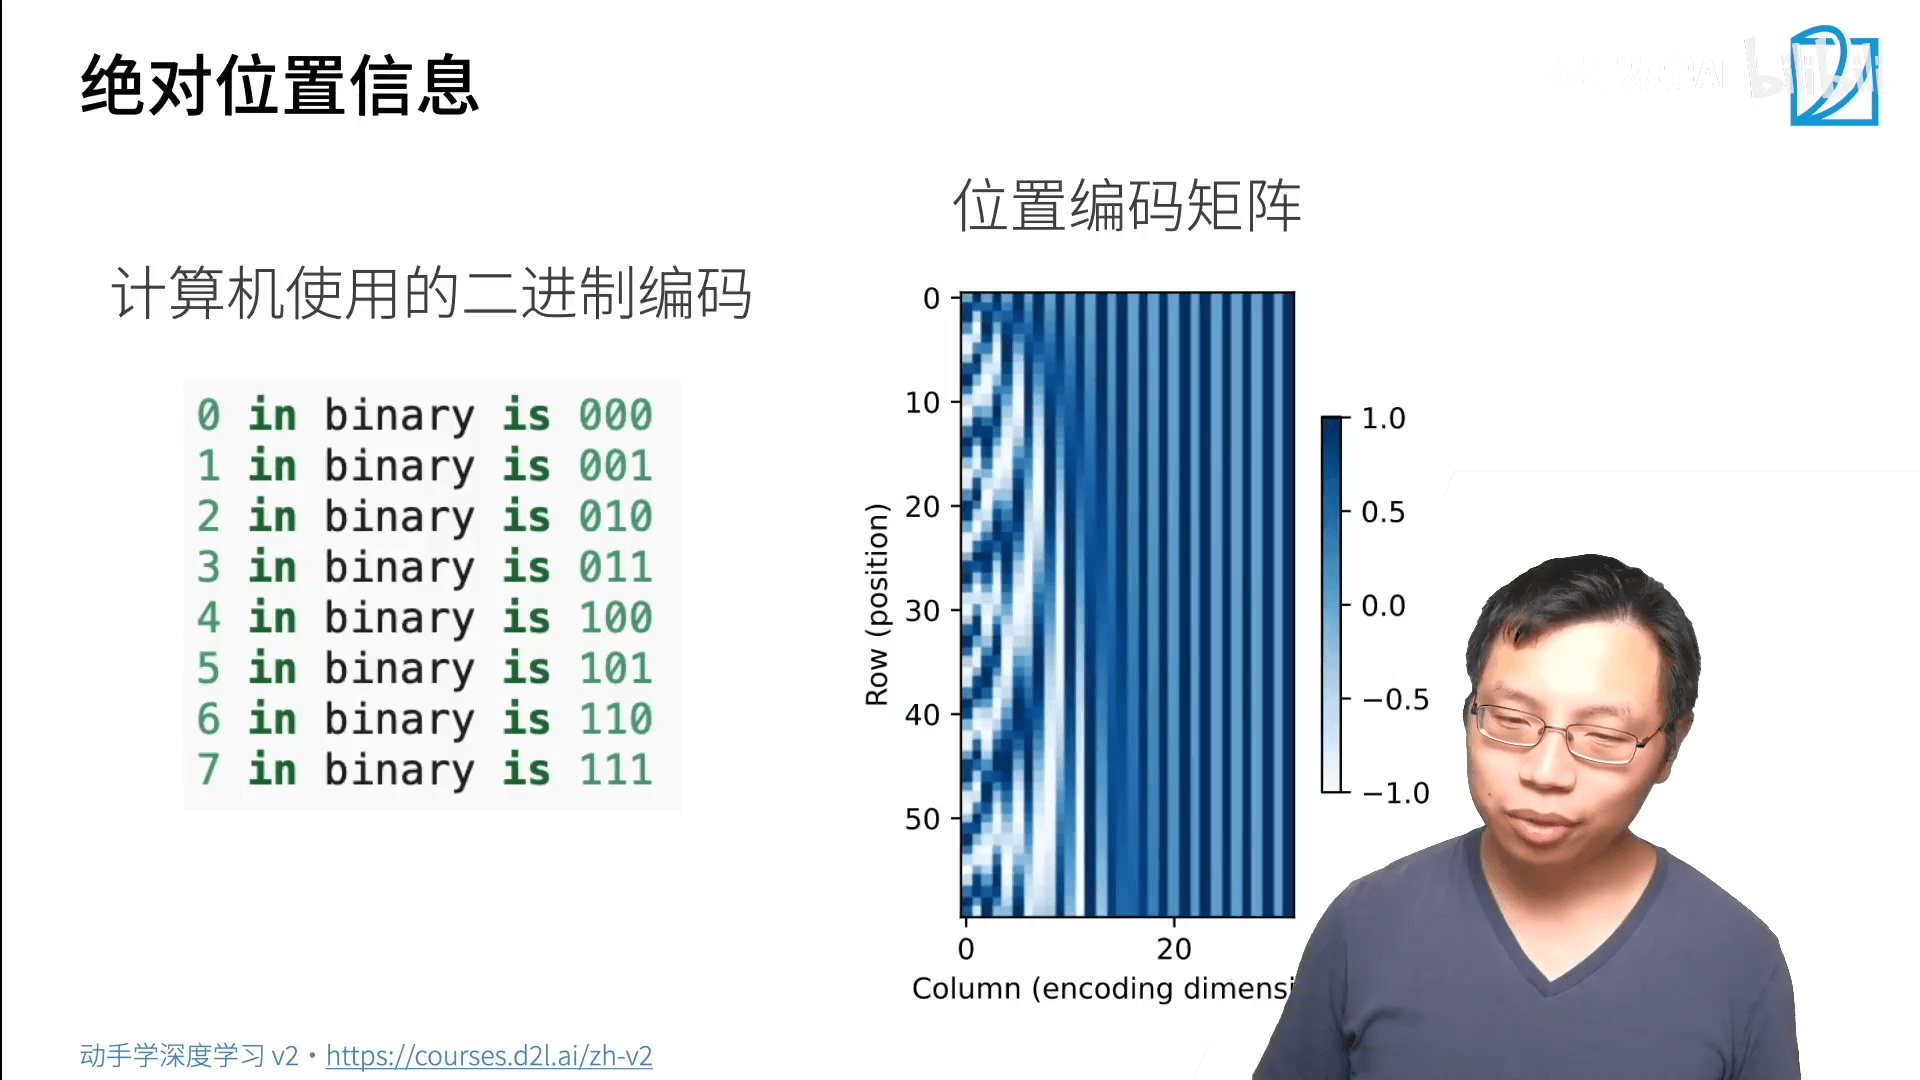 绝对位置信息
bilibili
位置编码矩阵
计算机使用的二进制编码
0 in binary is 000
1 in binary is 001
2 in binary is 010
3 in binary is 011
4 in binary is 100
5 in binary is 101
6 in binary is 110
7 in binary is 111
0
10
20
30
40
50
Row (position)
0
20
Column (encoding dimensi
1.0
0.5
0.0
−0.5
−1.0
动手学深度学习 v2 • https://courses.d2l.ai/zh-v2